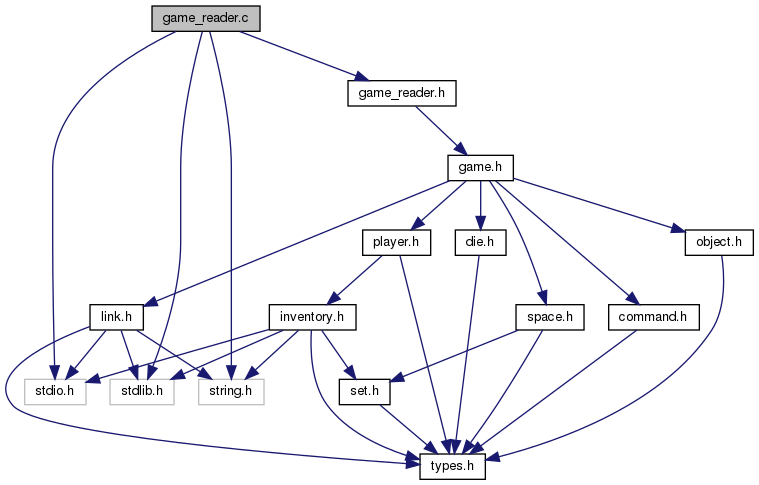 game_reader.c
game_reader.h
game.h
player.h
die.h
object.h
link.h
inventory.h
space.h
command.h
stdio.h
stdlib.h
string.h
set.h
types.h